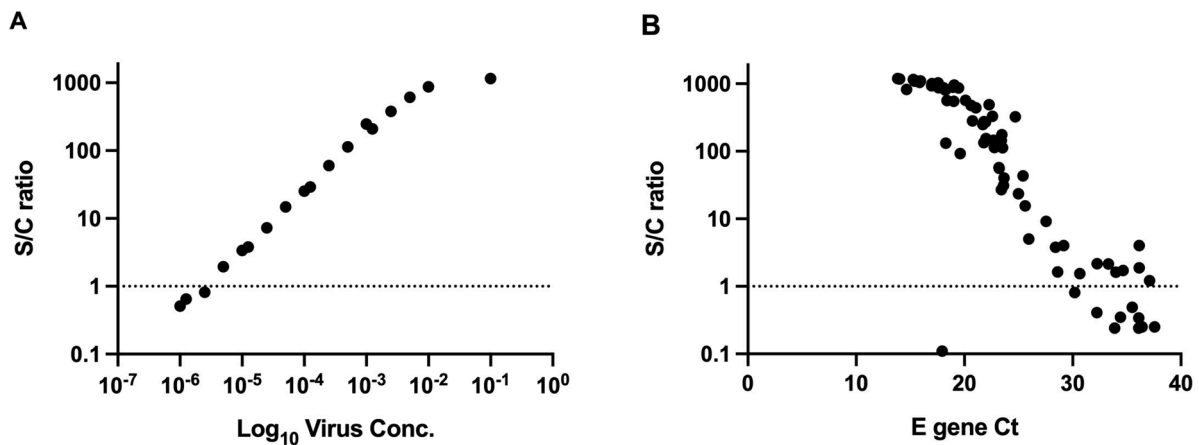 A
S/C ratio
1000
100
10
1
0.1
10⁻⁷ 10⁻⁶ 10⁻⁵ 10⁻⁴ 10⁻³ 10⁻² 10⁻¹ 10⁰
Log₁₀ Virus Conc.
B
S/C ratio
1000
100
10
1
0.1
0 10 20 30 40
E gene Ct